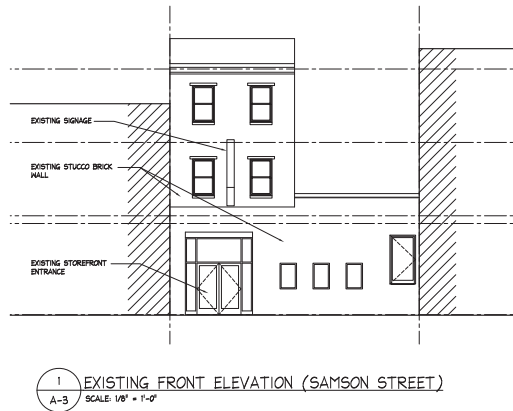 EXISTING SIGNAGE
EXISTING STUCCO BRICK
WALL
EXISTING STOREFRONT
ENTRANCE
1
A-3
EXISTING FRONT ELEVATION (SAMSON STREET)
SCALE: 1/8" = 1'-0"